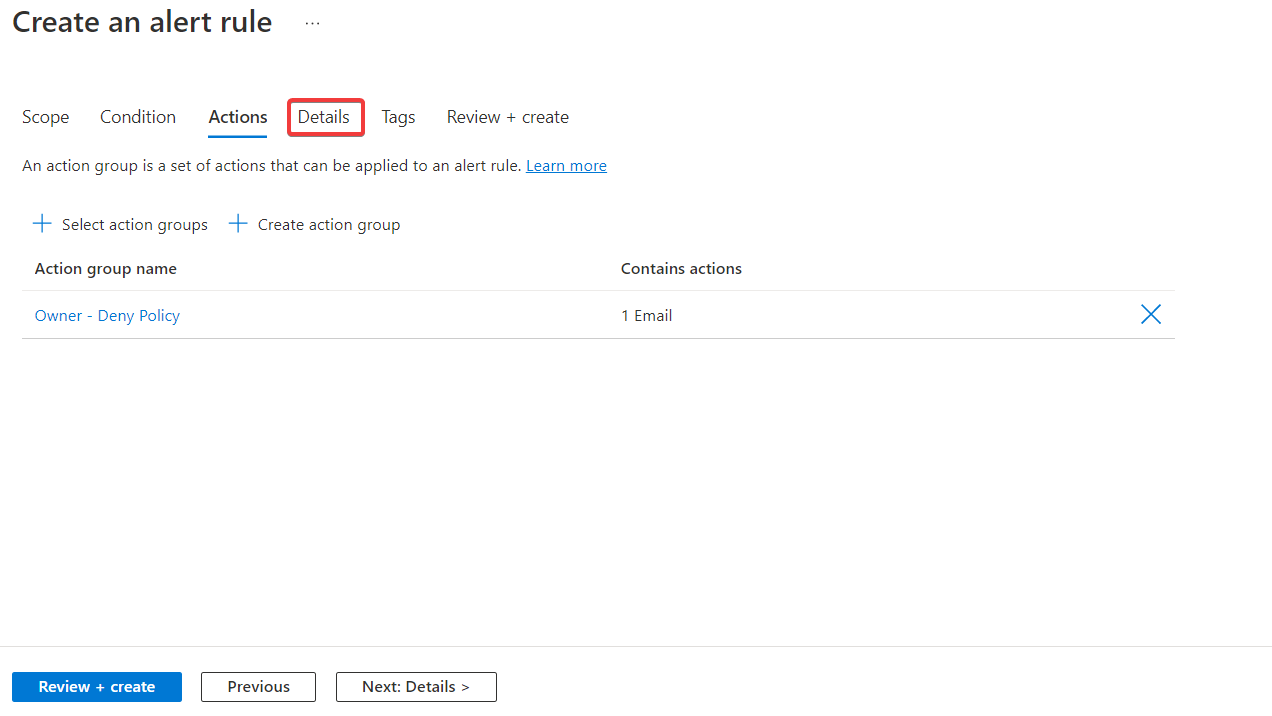 Create an alert rule ...
Scope Condition Actions Details Tags Review + create
An action group is a set of actions that can be applied to an alert rule. Learn more
Select action groups Create action group
Action group name Contains actions
Owner - Deny Policy 1 Email
Review + create Previous Next: Details >